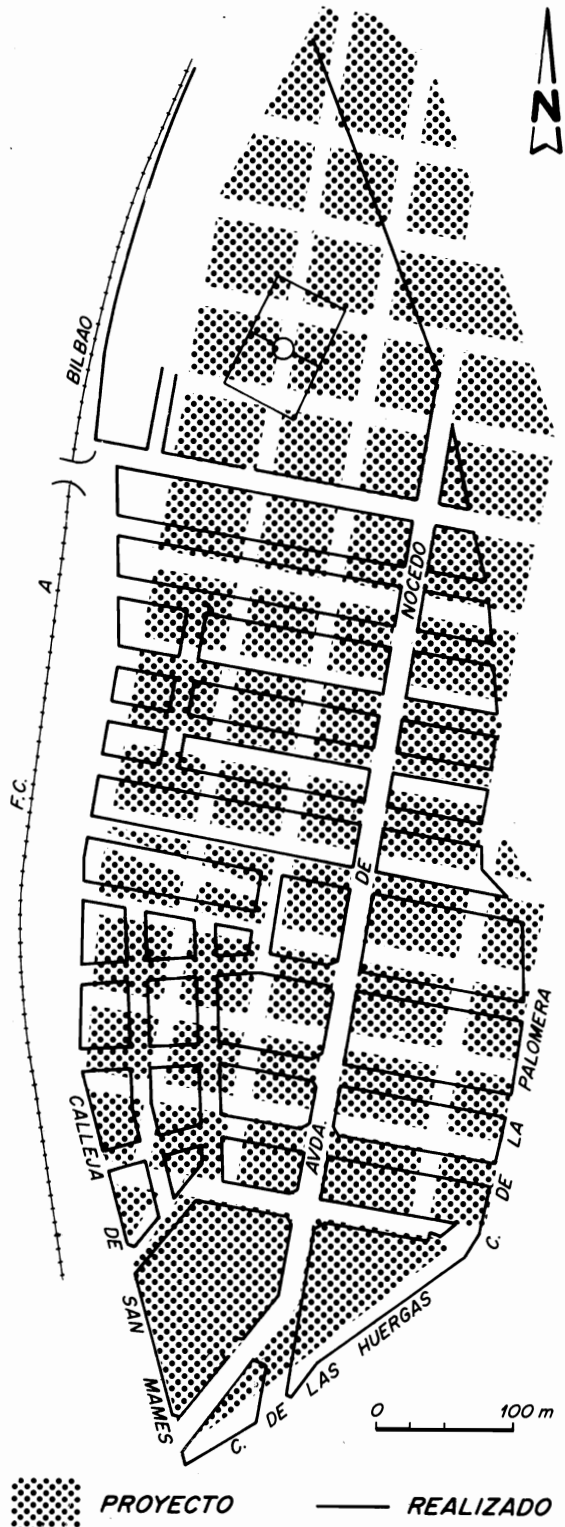 N
BILBAO
A
F.C.
AVDA. DE NOCEDO
CALLEJA DE SAN MAMES
C. DE LA PALOMERA
C. DE LAS HUERGAS
0 100 m
PROYECTO
REALIZADO